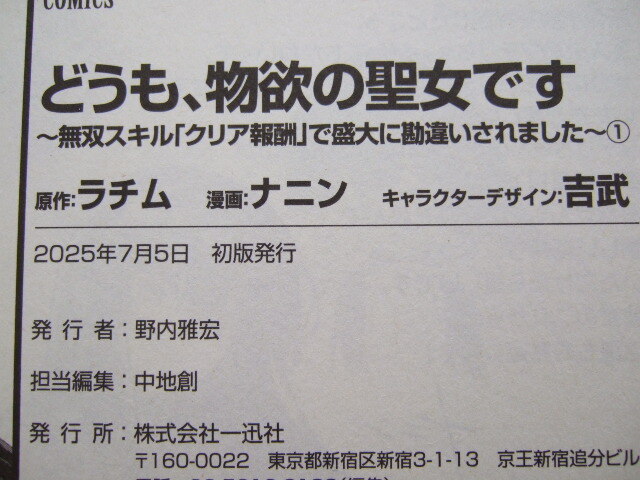 COMICS
どうも、物欲の聖女です
～無双スキル「クリア報酬」で盛大に勘違いされました～①
原作:ラチム　漫画:ナニン　キャラクターデザイン:吉武
2025年7月5日　初版発行
発 行 者：野内雅宏
担当編集：中地創
発 行 所：株式会社一迅社
〒160-0022　東京都新宿区新宿3-1-13　京王新宿追分ビル